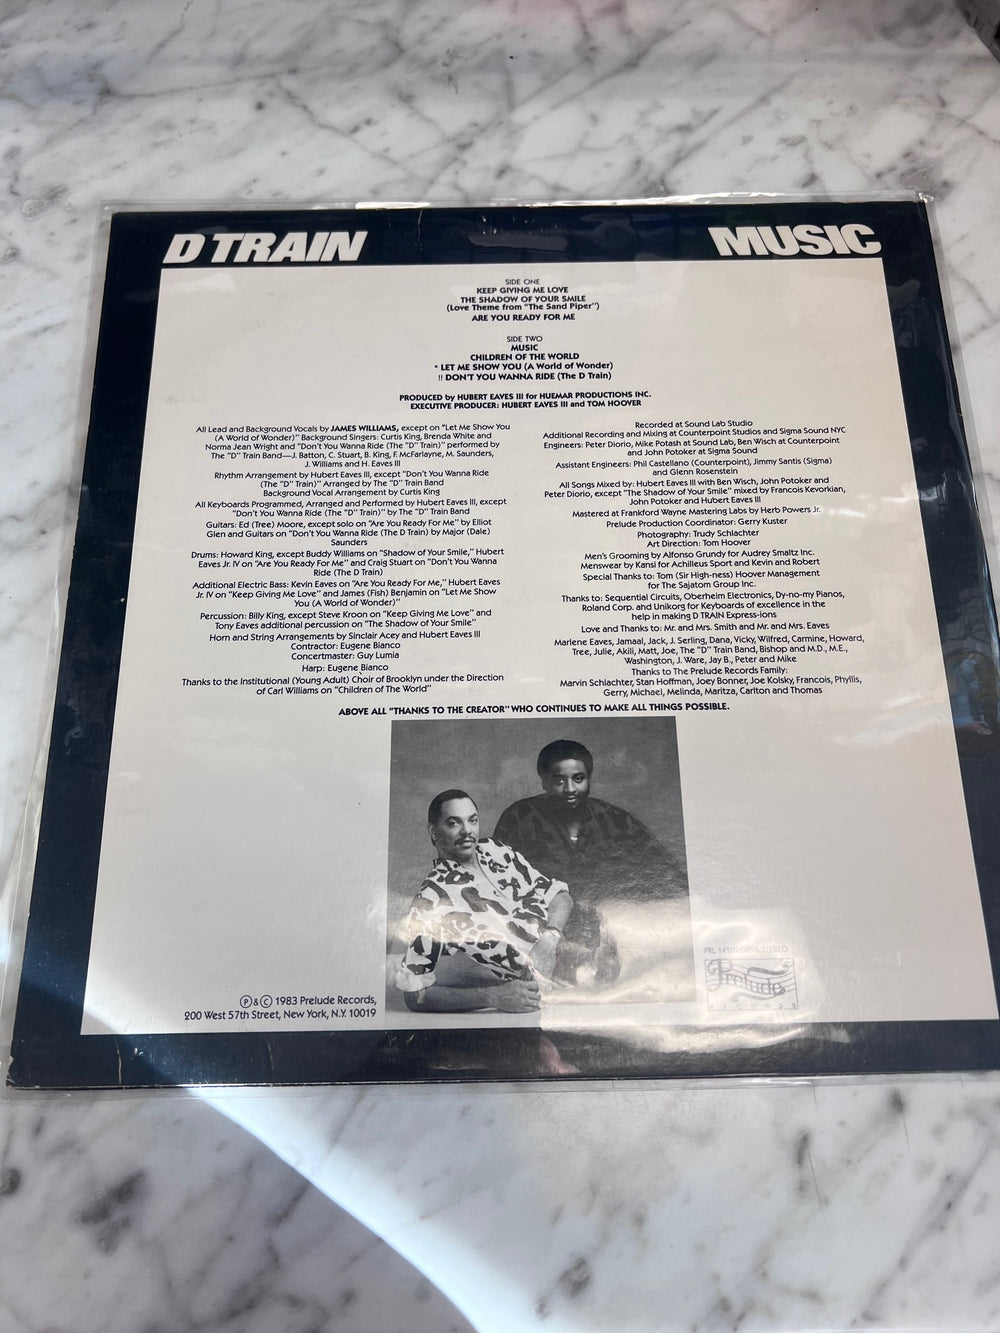 D TRAIN
MUSIC
SIDE ONE
KEEP GIVING ME LOVE
THE SHADOW OF YOUR SMILE
(Love Theme from "The Sand Piper")
ARE YOU READY FOR ME
SIDE TWO
MUSIC
CHILDREN OF THE WORLD
* LET ME SHOW YOU (A World of Wonder)
!! DON'T YOU WANNA RIDE (The D Train)
PRODUCED by HUBERT EAVES III for HUEMAR PRODUCTIONS INC.
EXECUTIVE PRODUCER: HUBERT EAVES III and TOM HOOVER
All Lead and Background Vocals by JAMES WILLIAMS, except on "Let Me Show You
(A World of Wonder)" Background Singers: Curtis King, Brenda White and
Norma Jean Wright and "Don't You Wanna Ride (The "D" Train)" performed by
The "D" Train Band—J. Batton, C. Stuart, B. King, F. McFarlayne, M. Saunders,
J. Williams and H. Eaves III
Rhythm Arrangement by Hubert Eaves III, except "Don't You Wanna Ride
(The "D" Train)" Arranged by The "D" Train Band
Background Vocal Arrangement by Curtis King
All Keyboards Programmed, Arranged and Performed by Hubert Eaves III, except
"Don't You Wanna Ride (The "D" Train)" by The "D" Train Band
Guitars: Ed (Tree) Moore, except solo on "Are You Ready For Me" by Elliot
Glen and Guitars on "Don't You Wanna Ride (The D Train) by Major (Dale)
Saunders
Drums: Howard King, except Buddy Williams on "Shadow of Your Smile," Hubert
Eaves Jr. IV on "Are You Ready For Me" and Craig Stuart on "Don't You Wanna
Ride (The D Train)
Additional Electric Bass: Kevin Eaves on "Are You Ready For Me," Hubert Eaves
Jr. IV on "Keep Giving Me Love" and James (Fish) Benjamin on "Let Me Show
You (A World of Wonder)"
Percussion: Billy King, except Steve Kroon on "Keep Giving Me Love" and
Tony Eaves additional percussion on "The Shadow of Your Smile"
Horn and String Arrangements by Sinclair Acey and Hubert Eaves III
Contractor: Eugene Bianco
Concertmaster: Guy Lumia
Harp: Eugene Bianco
Thanks to the Institutional (Young Adult) Choir of Brooklyn under the Direction
of Carl Williams on "Children of The World"
Recorded at Sound Lab Studio
Additional Recording and Mixing at Counterpoint Studios and Sigma Sound NYC
Engineers: Peter Diorio, Mike Potash at Sound Lab, Ben Wisch at Counterpoint
and John Potoker at Sigma Sound
Assistant Engineers: Phil Castellano (Counterpoint), Jimmy Santis (Sigma)
and Glenn Rosenstein
All Songs Mixed by: Hubert Eaves III with Ben Wisch, John Potoker and
Peter Diorio, except "The Shadow of Your Smile" mixed by Francois Kevorkian,
John Potoker and Hubert Eaves III
Mastered at Frankford Wayne Mastering Labs by Herb Powers Jr.
Prelude Production Coordinator: Gerry Kuster
Photography: Trudy Schlachter
Art Direction: Tom Hoover
Men's Grooming by Alfonso Grundy for Audrey Smaltz Inc.
Menswear by Kansi for Achilleus Sport and Kevin and Robert
Special Thanks to: Tom (Sir High-ness) Hoover Management
for The Sajatom Group Inc.
Thanks to: Sequential Circuits, Oberheim Electronics, Dy-no-my Pianos,
Roland Corp. and Unikorg for Keyboards of excellence in the
help in making D TRAIN Express-ions
Love and Thanks to: Mr. and Mrs. Smith and Mr. and Mrs. Eaves
Marlene Eaves, Jamaal, Jack, J. Serling, Dana, Vicky, Wilfred, Carmine, Howard,
Tree, Julie, Akili, Matt, Joe, The "D" Train Band, Bishop and M.D., M.E.,
Washington, J. Ware, Jay B., Peter and Mike
Thanks to The Prelude Records Family:
Marvin Schlachter, Stan Hoffman, Joey Bonner, Joe Kolsky, Francois, Phyllis,
Gerry, Michael, Melinda, Maritza, Carlton and Thomas
ABOVE ALL "THANKS TO THE CREATOR" WHO CONTINUES TO MAKE ALL THINGS POSSIBLE.
℗ & © 1983 Prelude Records,
200 West 57th Street, New York, N.Y. 10019
PRL 14109 STEREO
Prelude
RECORDS